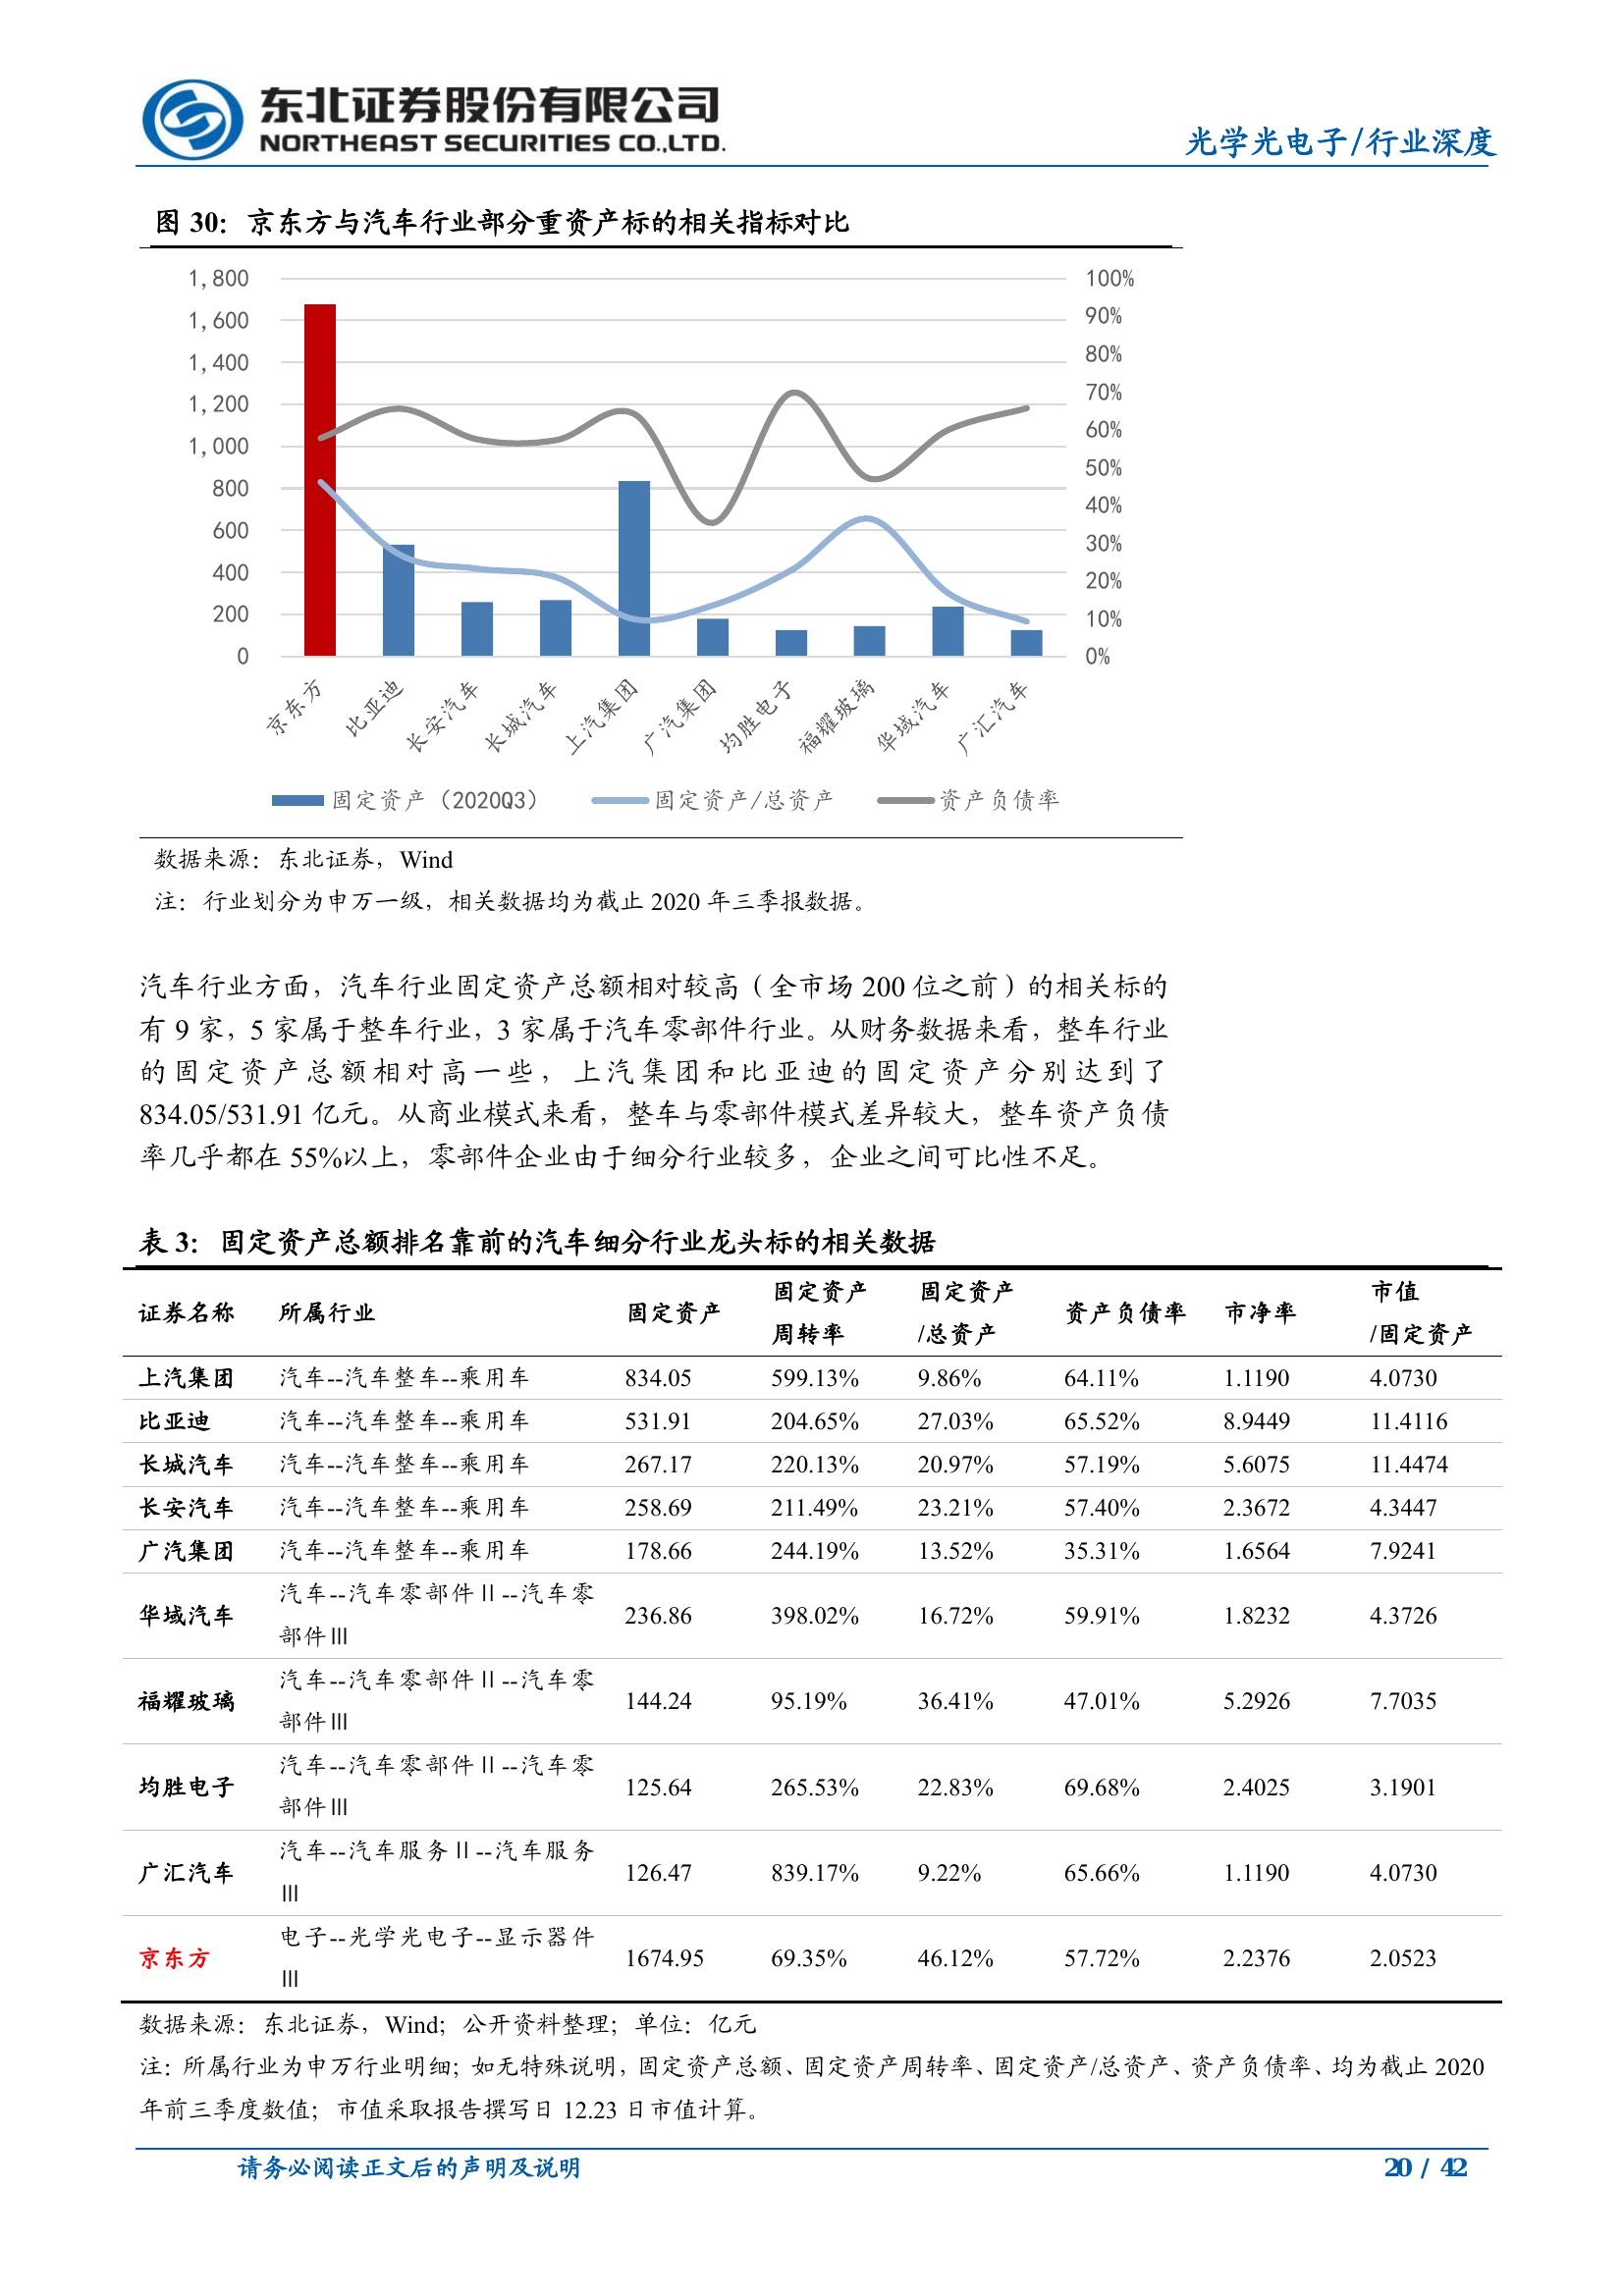 东北证券股份有限公司
NORTHEAST SECURITIES CO.,LTD.
光学光电子/行业深度
图 30：京东方与汽车行业部分重资产标的相关指标对比
1,800
1,600
1,400
1,200
1,000
800
600
400
200
0
100%
90%
80%
70%
60%
50%
40%
30%
20%
10%
0%
京东方
比亚迪
长安汽车
长城汽车
上汽集团
广汽集团
均胜电子
福耀玻璃
华域汽车
广汇汽车
固定资产（2020Q3） 固定资产/总资产 资产负债率
数据来源：东北证券，Wind
注：行业划分为申万一级，相关数据均为截止 2020 年三季报数据。
汽车行业方面，汽车行业固定资产总额相对较高（全市场 200 位之前）的相关标的
有 9 家，5 家属于整车行业，3 家属于汽车零部件行业。从财务数据来看，整车行业
的固定资产总额相对高一些，上汽集团和比亚迪的固定资产分别达到了
834.05/531.91 亿元。从商业模式来看，整车与零部件模式差异较大，整车资产负债
率几乎都在 55%以上，零部件企业由于细分行业较多，企业之间可比性不足。
表 3：固定资产总额排名靠前的汽车细分行业龙头标的相关数据
证券名称 所属行业 固定资产 固定资产周转率 固定资产/总资产 资产负债率 市净率 市值/固定资产
上汽集团 汽车--汽车整车--乘用车 834.05 599.13% 9.86% 64.11% 1.1190 4.0730
比亚迪 汽车--汽车整车--乘用车 531.91 204.65% 27.03% 65.52% 8.9449 11.4116
长城汽车 汽车--汽车整车--乘用车 267.17 220.13% 20.97% 57.19% 5.6075 11.4474
长安汽车 汽车--汽车整车--乘用车 258.69 211.49% 23.21% 57.40% 2.3672 4.3447
广汽集团 汽车--汽车整车--乘用车 178.66 244.19% 13.52% 35.31% 1.6564 7.9241
华域汽车 汽车--汽车零部件Ⅱ--汽车零部件Ⅲ 236.86 398.02% 16.72% 59.91% 1.8232 4.3726
福耀玻璃 汽车--汽车零部件Ⅱ--汽车零部件Ⅲ 144.24 95.19% 36.41% 47.01% 5.2926 7.7035
均胜电子 汽车--汽车零部件Ⅱ--汽车零部件Ⅲ 125.64 265.53% 22.83% 69.68% 2.4025 3.1901
广汇汽车 汽车--汽车服务Ⅱ--汽车服务Ⅲ 126.47 839.17% 9.22% 65.66% 1.1190 4.0730
京东方 电子--光学光电子--显示器件Ⅲ 1674.95 69.35% 46.12% 57.72% 2.2376 2.0523
数据来源：东北证券，Wind；公开资料整理；单位：亿元
注：所属行业为申万行业明细；如无特殊说明，固定资产总额、固定资产周转率、固定资产/总资产、资产负债率、均为截止 2020
年前三季度数值；市值采取报告撰写日 12.23 日市值计算。
请务必阅读正文后的声明及说明
20 / 42